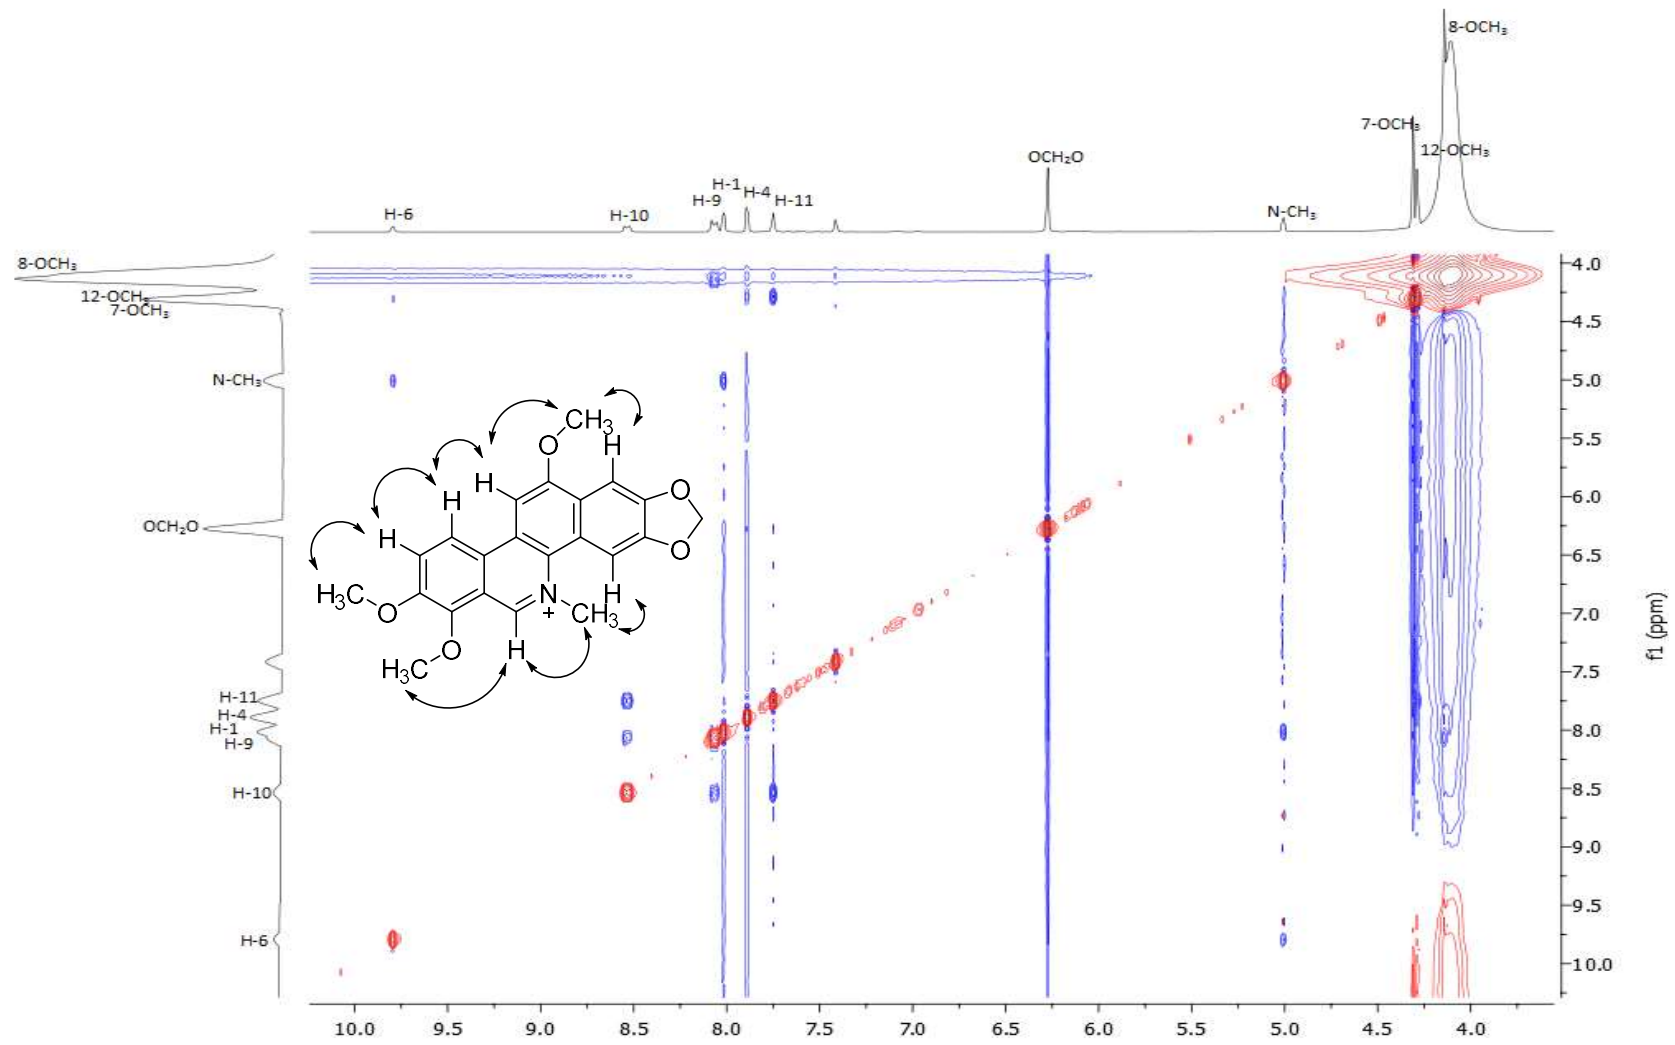 8-OCH₃
7-OCH₃
12-OCH₃
OCH₂O
H-1
H-4
H-9
H-11
H-6
H-10
N-CH₃
8-OCH₃
12-OCH₃
7-OCH₃
N-CH₃
OCH₂O
H-11
H-4
H-1
H-9
H-10
H-6
CH₃
O
H
H
H
O
H
O
H₃C
O
N
+
H
CH₃
O
H
H₃C
4.0
4.5
5.0
5.5
6.0
6.5
7.0
7.5
8.0
8.5
9.0
9.5
10.0
f1 (ppm)
10.0 9.5 9.0 8.5 8.0 7.5 7.0 6.5 6.0 5.5 5.0 4.5 4.0